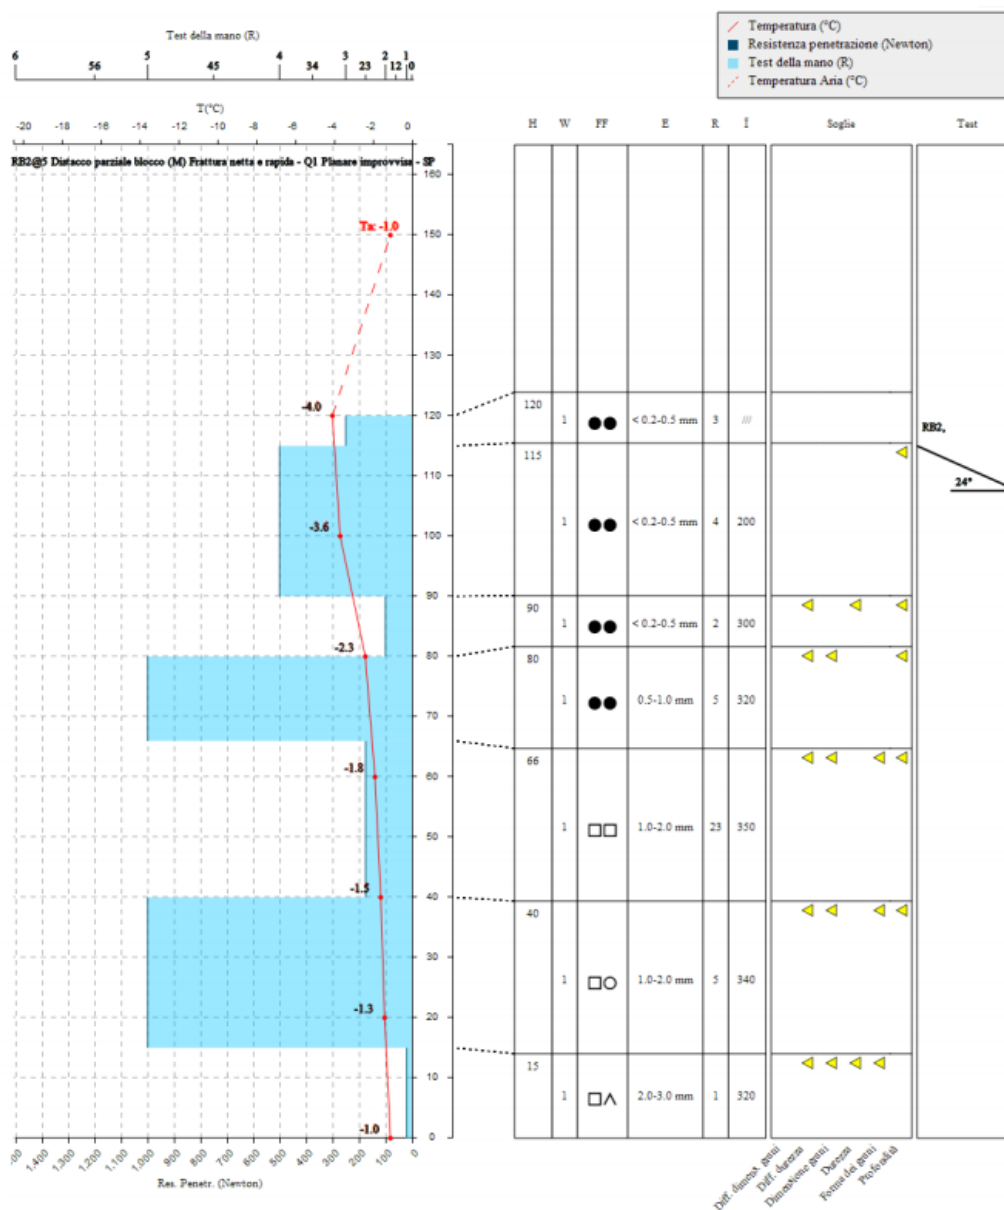 Temperatura (°C)
Resistenza penetrazione (Newton)
Test della mano (R)
Temperatura Aria (°C)
Test della mano (R)
6 5 4 3 2 1
56 45 34 23 12 0
T(°C)
-20 -18 -16 -14 -12 -10 -8 -6 -4 -2 0
H W FF E R Ī Soglie Test
RB2@5 Distacco parziale blocco (M) Frattura netta e rapida - Q1 Planare improvvisa - SP
160
Ta: -1.0
150
140
130
-4.0 120
110
-3.6 100
90
-2.3 80
70
-1.8 60
50
-1.5 40
30
-1.3 20
10
-1.0 0
120
1 < 0.2-0.5 mm 3 ///
RB2,
115
24°
1 < 0.2-0.5 mm 4 200
90
1 < 0.2-0.5 mm 2 300
80
1 0.5-1.0 mm 5 320
66
1 1.0-2.0 mm 23 350
40
1 1.0-2.0 mm 5 340
15
1 2.0-3.0 mm 1 320
1,400 1,300 1,200 1,100 1,000 900 800 700 600 500 400 300 200 100 0
Res. Penetr. (Newton)
Diff. dimens. grani
Diff. durezza
Dimensione grani
Durezza
Forma dei grani
Profondità